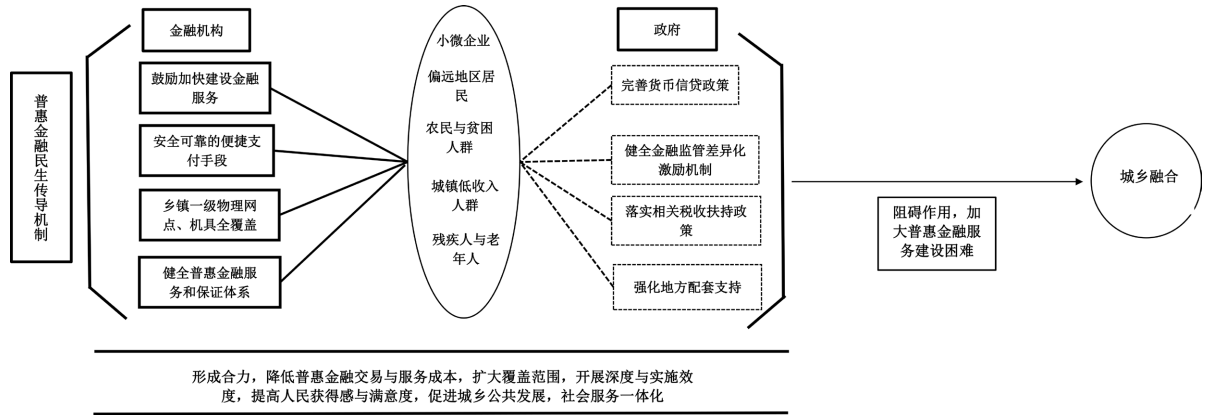 普惠金融民生传导机制
金融机构
鼓励加快建设金融
服务
安全可靠的便捷支
付手段
乡镇一级物理网
点、机具全覆盖
健全普惠金融服
务和保证体系
小微企业
偏远地区居
民
农民与贫困
人群
城镇低收入
人群
残疾人与老
年人
政府
完善货币信贷政策
健全金融监管差异化
激励机制
落实相关税收扶持政
策
强化地方配套支持
阻碍作用，加
大普惠金融服
务建设困难
城乡融合
形成合力，降低普惠金融交易与服务成本，扩大覆盖范围，开展深度与实施效
度，提高人民获得感与满意度，促进城乡公共发展，社会服务一体化